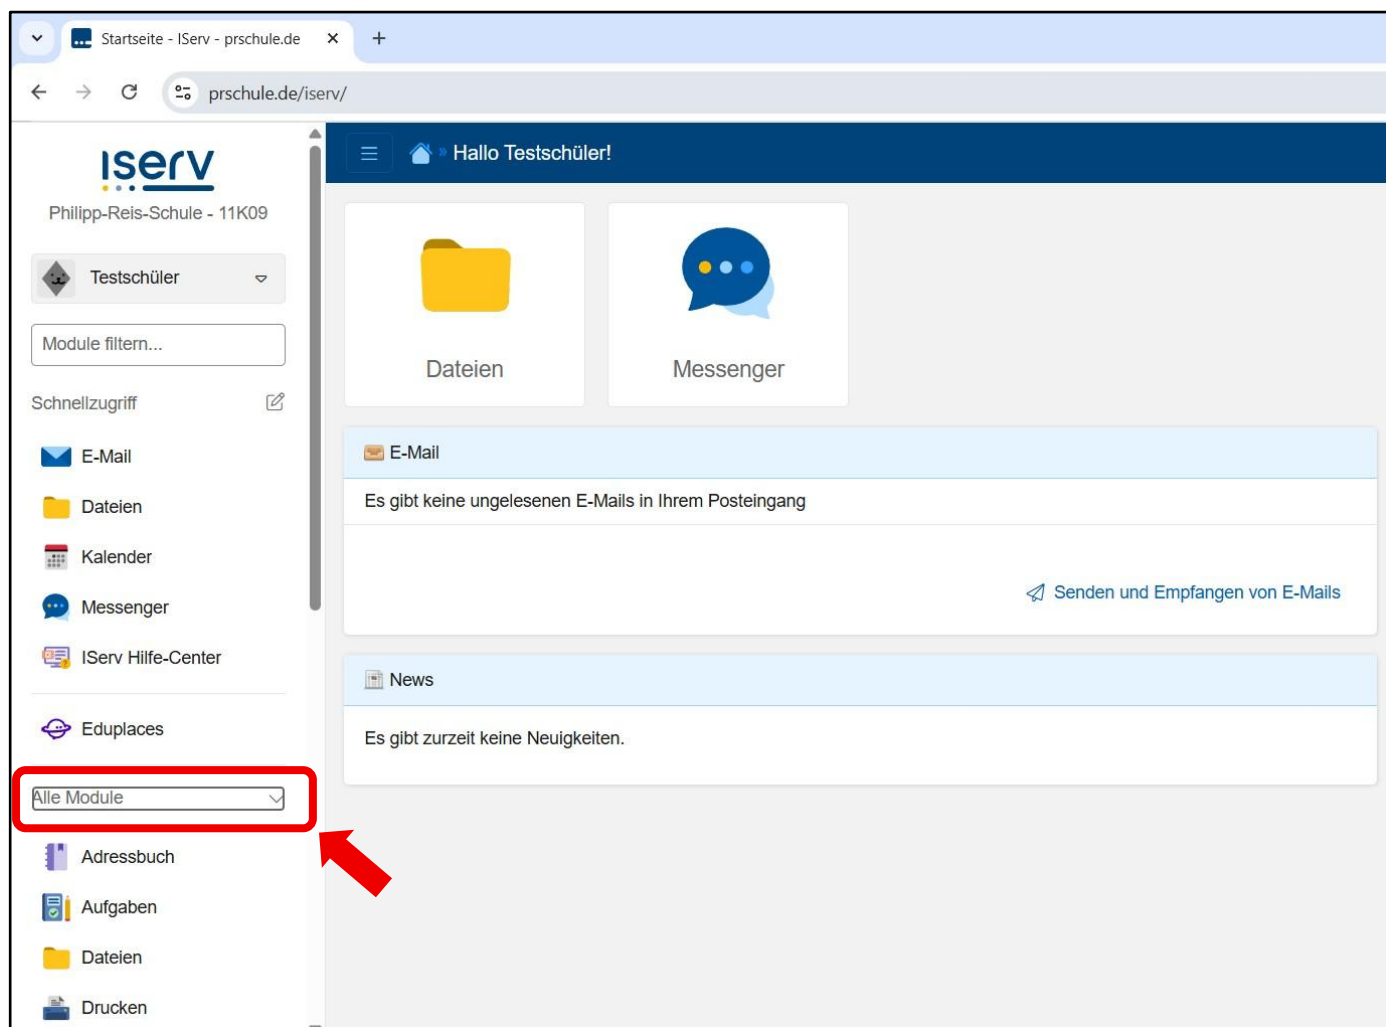 Startseite - IServ - prschule.de
prschule.de/iserv/
ISerV
Philipp-Reis-Schule - 11K09
Testschüler
Module filtern...
Schnellzugriff
E-Mail
Dateien
Kalender
Messenger
IServ Hilfe-Center
Eduplaces
Alle Module
Adressbuch
Aufgaben
Dateien
Drucken
» Hallo Testschüler!
Dateien
Messenger
E-Mail
Es gibt keine ungelesenen E-Mails in Ihrem Posteingang
Senden und Empfangen von E-Mails
News
Es gibt zurzeit keine Neuigkeiten.